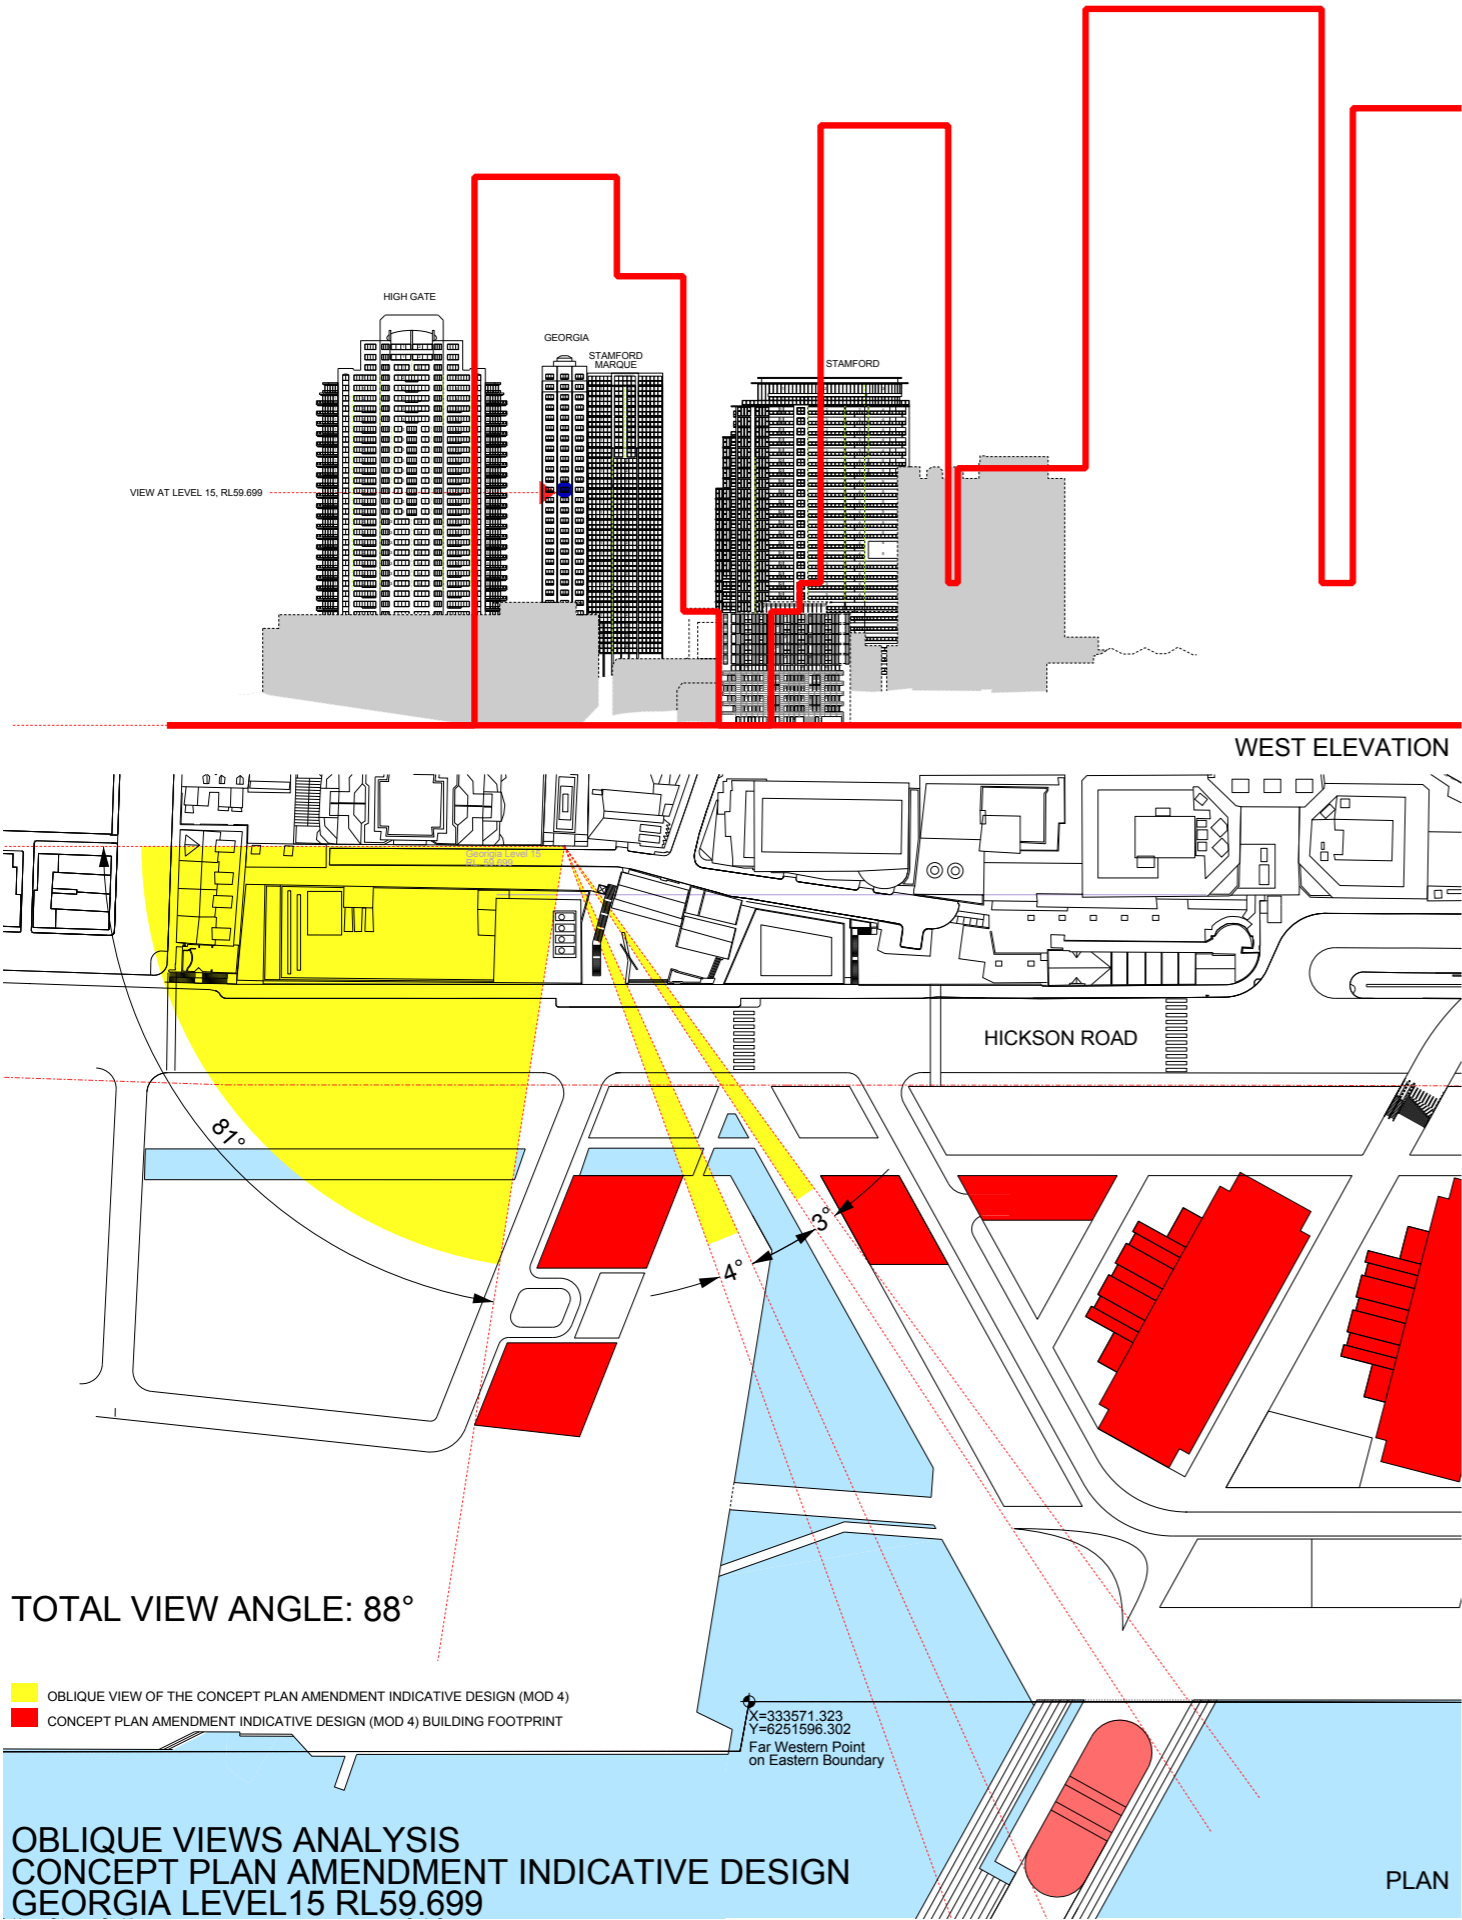 HIGH GATE
GEORGIA
STAMFORD
MARQUE
STAMFORD
VIEW AT LEVEL 15, RL59.699
WEST ELEVATION
Georgia Level 15
HICKSON ROAD
81°
3°
4°
TOTAL VIEW ANGLE: 88°
OBLIQUE VIEW OF THE CONCEPT PLAN AMENDMENT INDICATIVE DESIGN (MOD 4)
CONCEPT PLAN AMENDMENT INDICATIVE DESIGN (MOD 4) BUILDING FOOTPRINT
X=333571.323
Y=6251596.302
Far Western Point
on Eastern Boundary
OBLIQUE VIEWS ANALYSIS
CONCEPT PLAN AMENDMENT INDICATIVE DESIGN
GEORGIA LEVEL15 RL59.699
PLAN